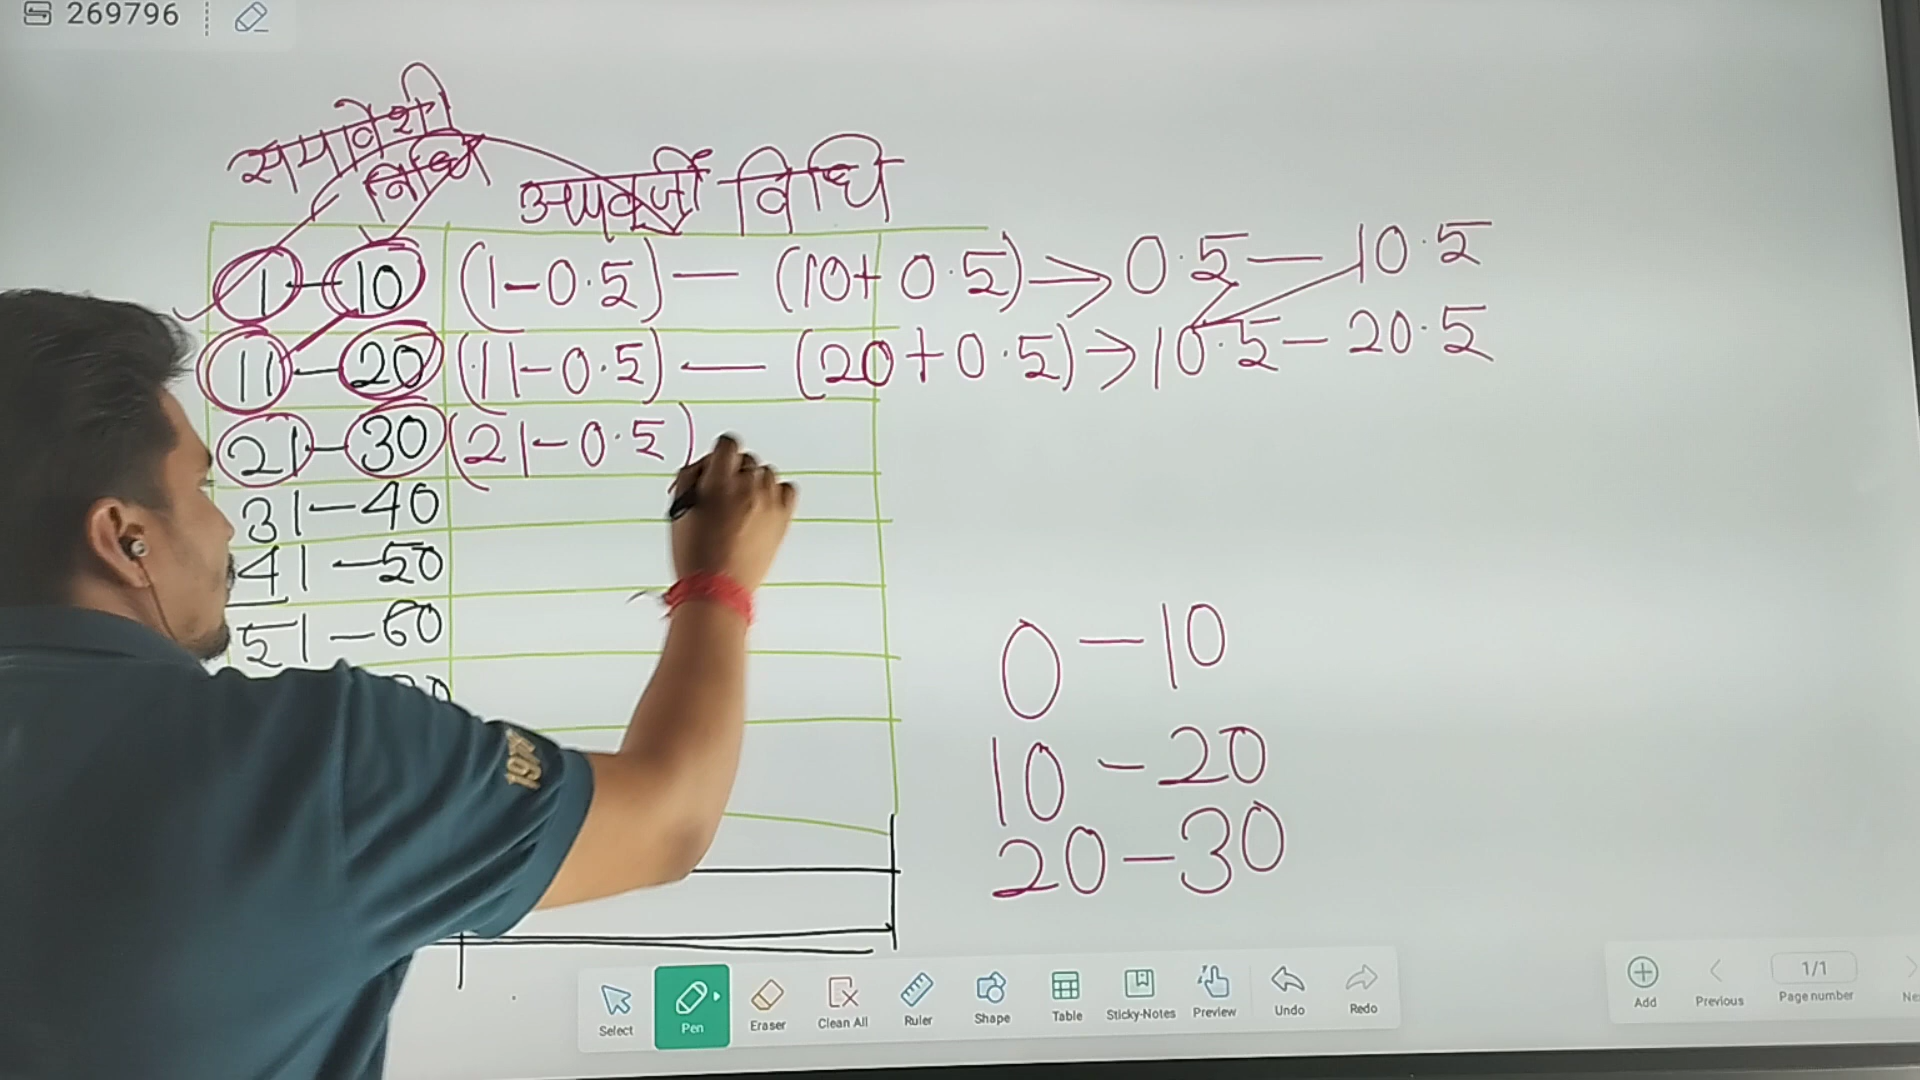 269796
समावेशी
विधि
अपवर्जी विधि
1-10 (1-0.5) — (10+0.5) → 0.5 — 10.5
11-20 (11-0.5) — (20+0.5) → 10.5 - 20.5
21-30 (21-0.5)
31-40
41-50
51-60
0-10
10-20
20-30
197
Select Pen Eraser Clean All Ruler Shape Table Sticky-Notes Preview Undo Redo
Add Previous 1/1 Page number